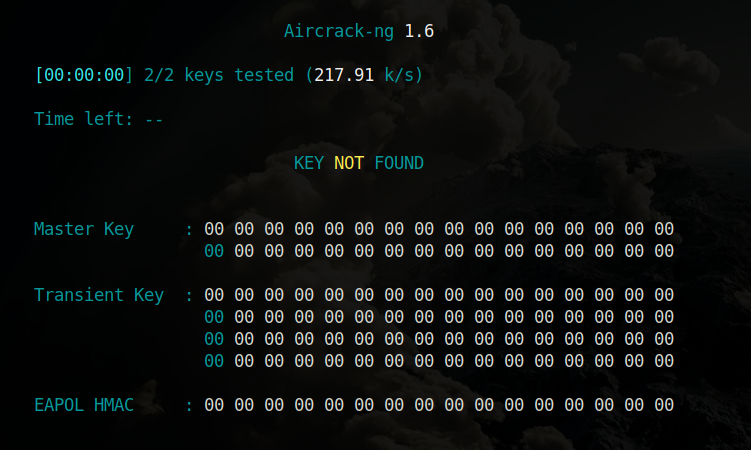 Aircrack-ng 1.6
[00:00:00] 2/2 keys tested (217.91 k/s)
Time left: --
KEY NOT FOUND
Master Key : 00 00 00 00 00 00 00 00 00 00 00 00 00 00 00 00
00 00 00 00 00 00 00 00 00 00 00 00 00 00 00 00
Transient Key : 00 00 00 00 00 00 00 00 00 00 00 00 00 00 00 00
00 00 00 00 00 00 00 00 00 00 00 00 00 00 00 00
00 00 00 00 00 00 00 00 00 00 00 00 00 00 00 00
00 00 00 00 00 00 00 00 00 00 00 00 00 00 00 00
EAPOL HMAC : 00 00 00 00 00 00 00 00 00 00 00 00 00 00 00 00